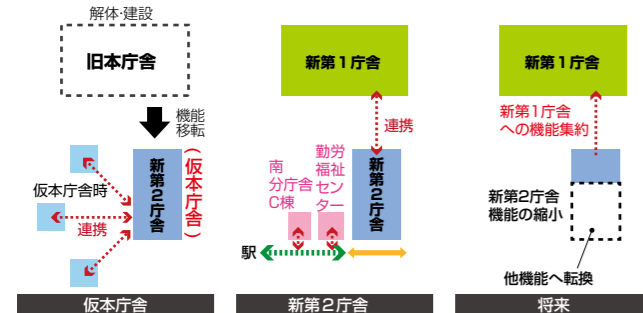 解体・建設
旧本庁舎
機能
移転
仮本庁舎時
連携
新第2庁舎
(仮本庁舎)
仮本庁舎
新第1庁舎
連携
南
分庁舎
C棟
勤労
福祉
センター
新第2庁舎
駅
新第2庁舎
新第1庁舎
新第1庁舎
への機能集約
新第2庁舎
機能の縮小
他機能へ転換
将来